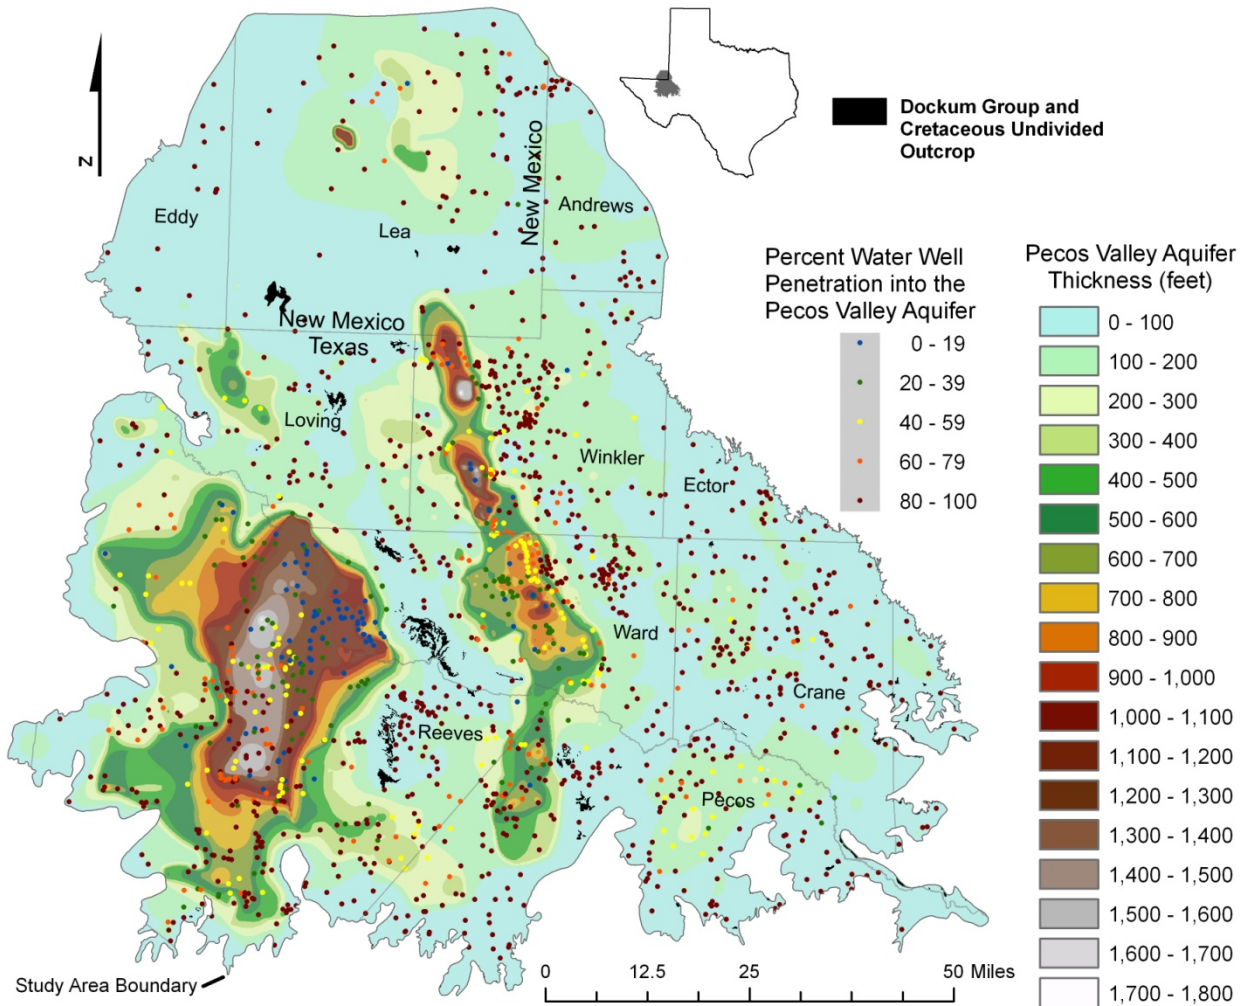 N
Dockum Group and
Cretaceous Undivided
Outcrop
New Mexico
Eddy
Lea
Andrews
New Mexico
Texas
Loving
Winkler
Ector
Ward
Crane
Reeves
Pecos
Percent Water Well
Penetration into the
Pecos Valley Aquifer
0 - 19
20 - 39
40 - 59
60 - 79
80 - 100
Pecos Valley Aquifer
Thickness (feet)
0 - 100
100 - 200
200 - 300
300 - 400
400 - 500
500 - 600
600 - 700
700 - 800
800 - 900
900 - 1,000
1,000 - 1,100
1,100 - 1,200
1,200 - 1,300
1,300 - 1,400
1,400 - 1,500
1,500 - 1,600
1,600 - 1,700
1,700 - 1,800
Study Area Boundary
0 12.5 25 50 Miles